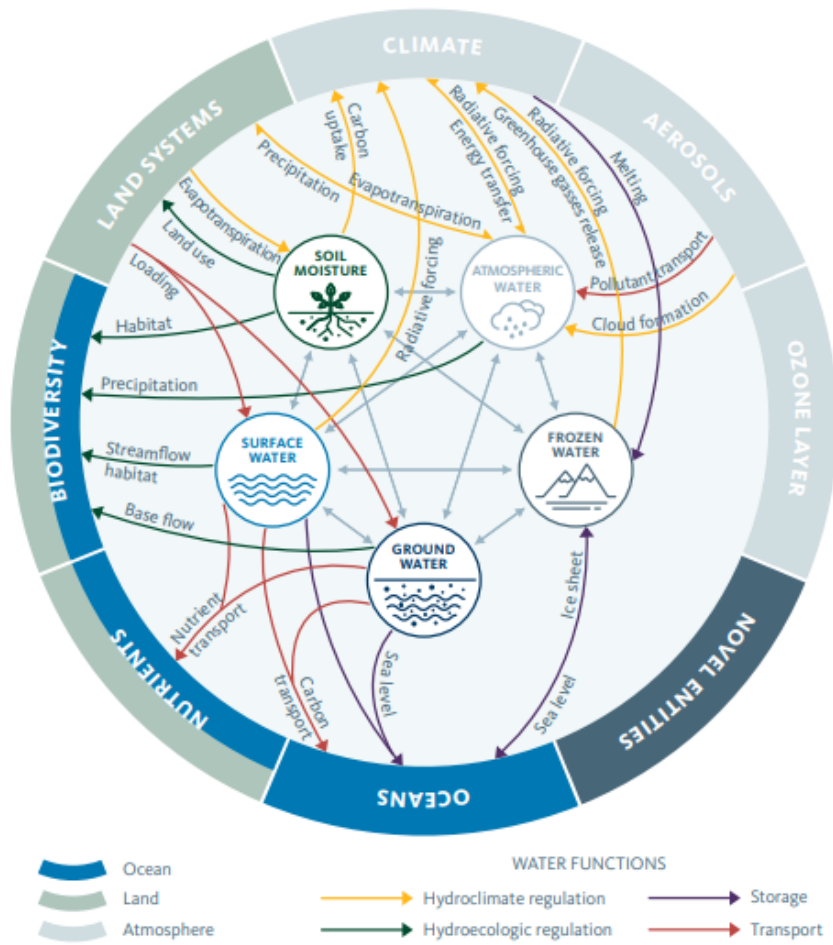 CLIMATE
AEROSOLS
OZONE LAYER
NOVEL ENTITIES
OCEANS
NUTRIENTS
BIODIVERSITY
LAND SYSTEMS
Carbon
uptake
Precipitation
Evapotranspiration
Radiative forcing
Energy transfer
Radiative forcing
Greenhouse gasses release
Melting
Evapotranspiration
Land use
Loading
Radiative forcing
Pollutant transport
Cloud formation
Habitat
Precipitation
Streamflow
habitat
Base flow
SOIL
MOISTURE
ATMOSPHERIC
WATER
SURFACE
WATER
FROZEN
WATER
GROUND
WATER
Nutrient
transport
Carbon
transport
Sea level
Ice sheet
Sea level
Ocean
Land
Atmosphere
WATER FUNCTIONS
Hydroclimate regulation
Hydroecologic regulation
Storage
Transport